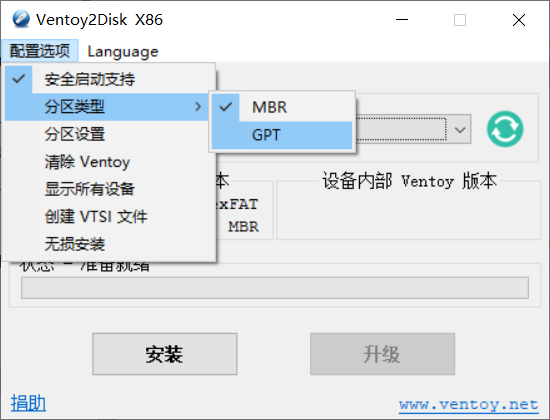 Ventoy2Disk X86
配置选项 Language
安全启动支持
分区类型
MBR
分区设置
GPT
清除 Ventoy
显示所有设备
本
设备内部 Ventoy 版本
创建 VTSI 文件
exFAT
无损安装
MBR
状态 - 准备就绪
安装
升级
捐助
www.ventoy.net